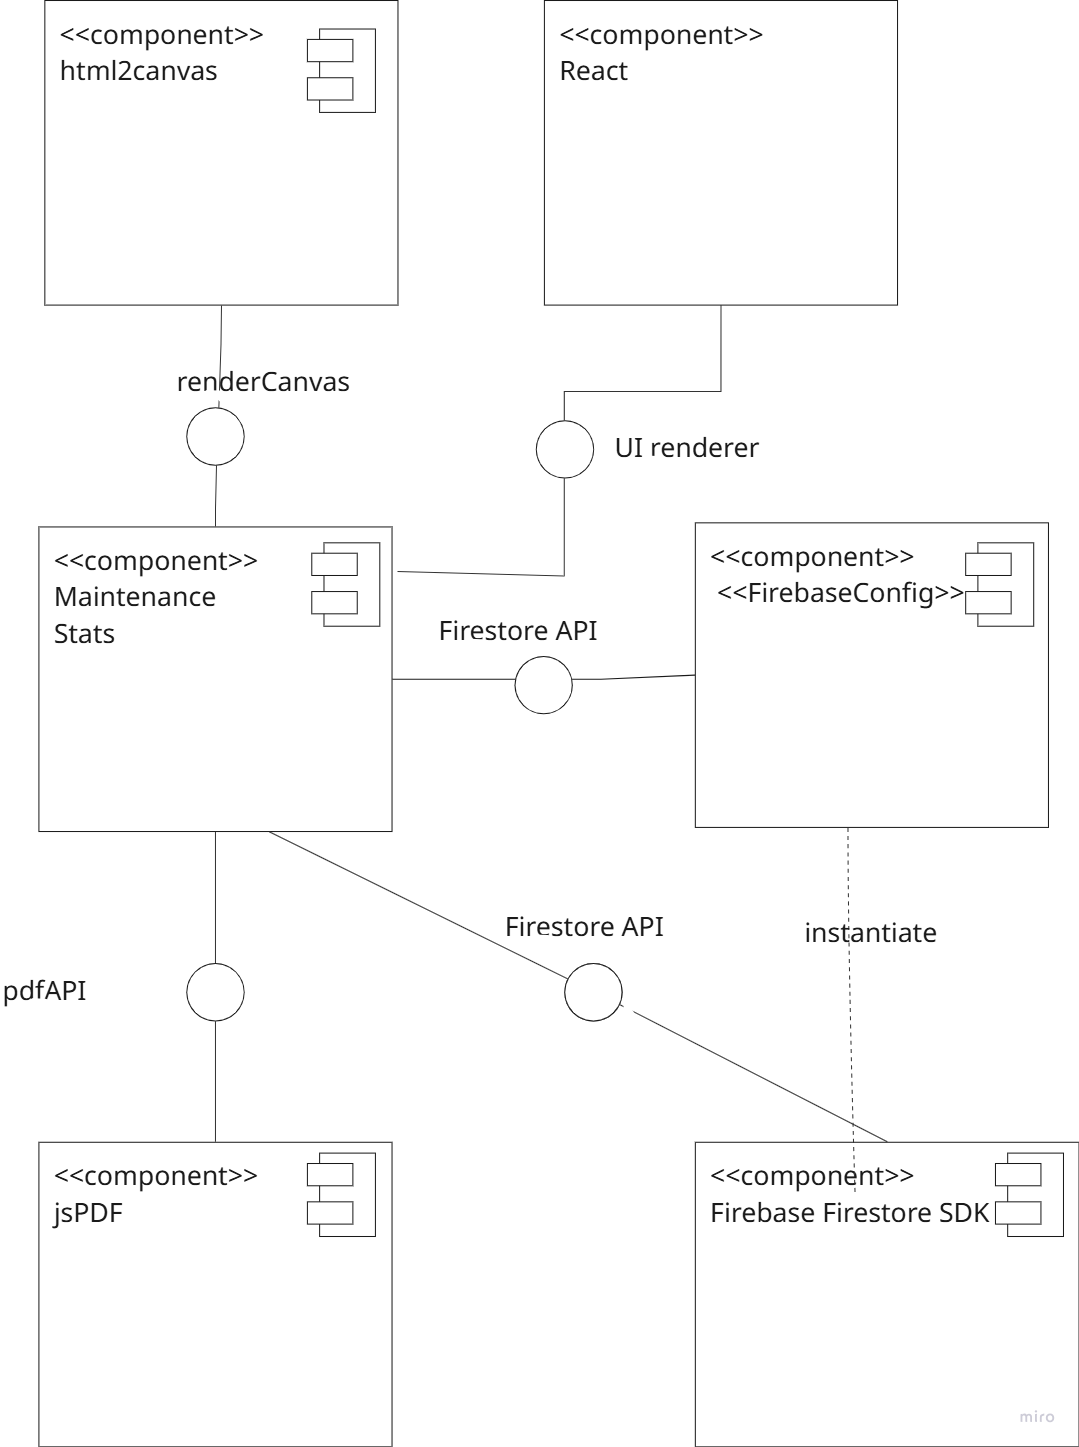 <<component>>
html2canvas
<<component>>
React
renderCanvas
UI renderer
<<component>>
Maintenance
Stats
Firestore API
<<component>>
<<FirebaseConfig>>
Firestore API
instantiate
pdfAPI
<<component>>
jsPDF
<<component>>
Firebase Firestore SDK
miro